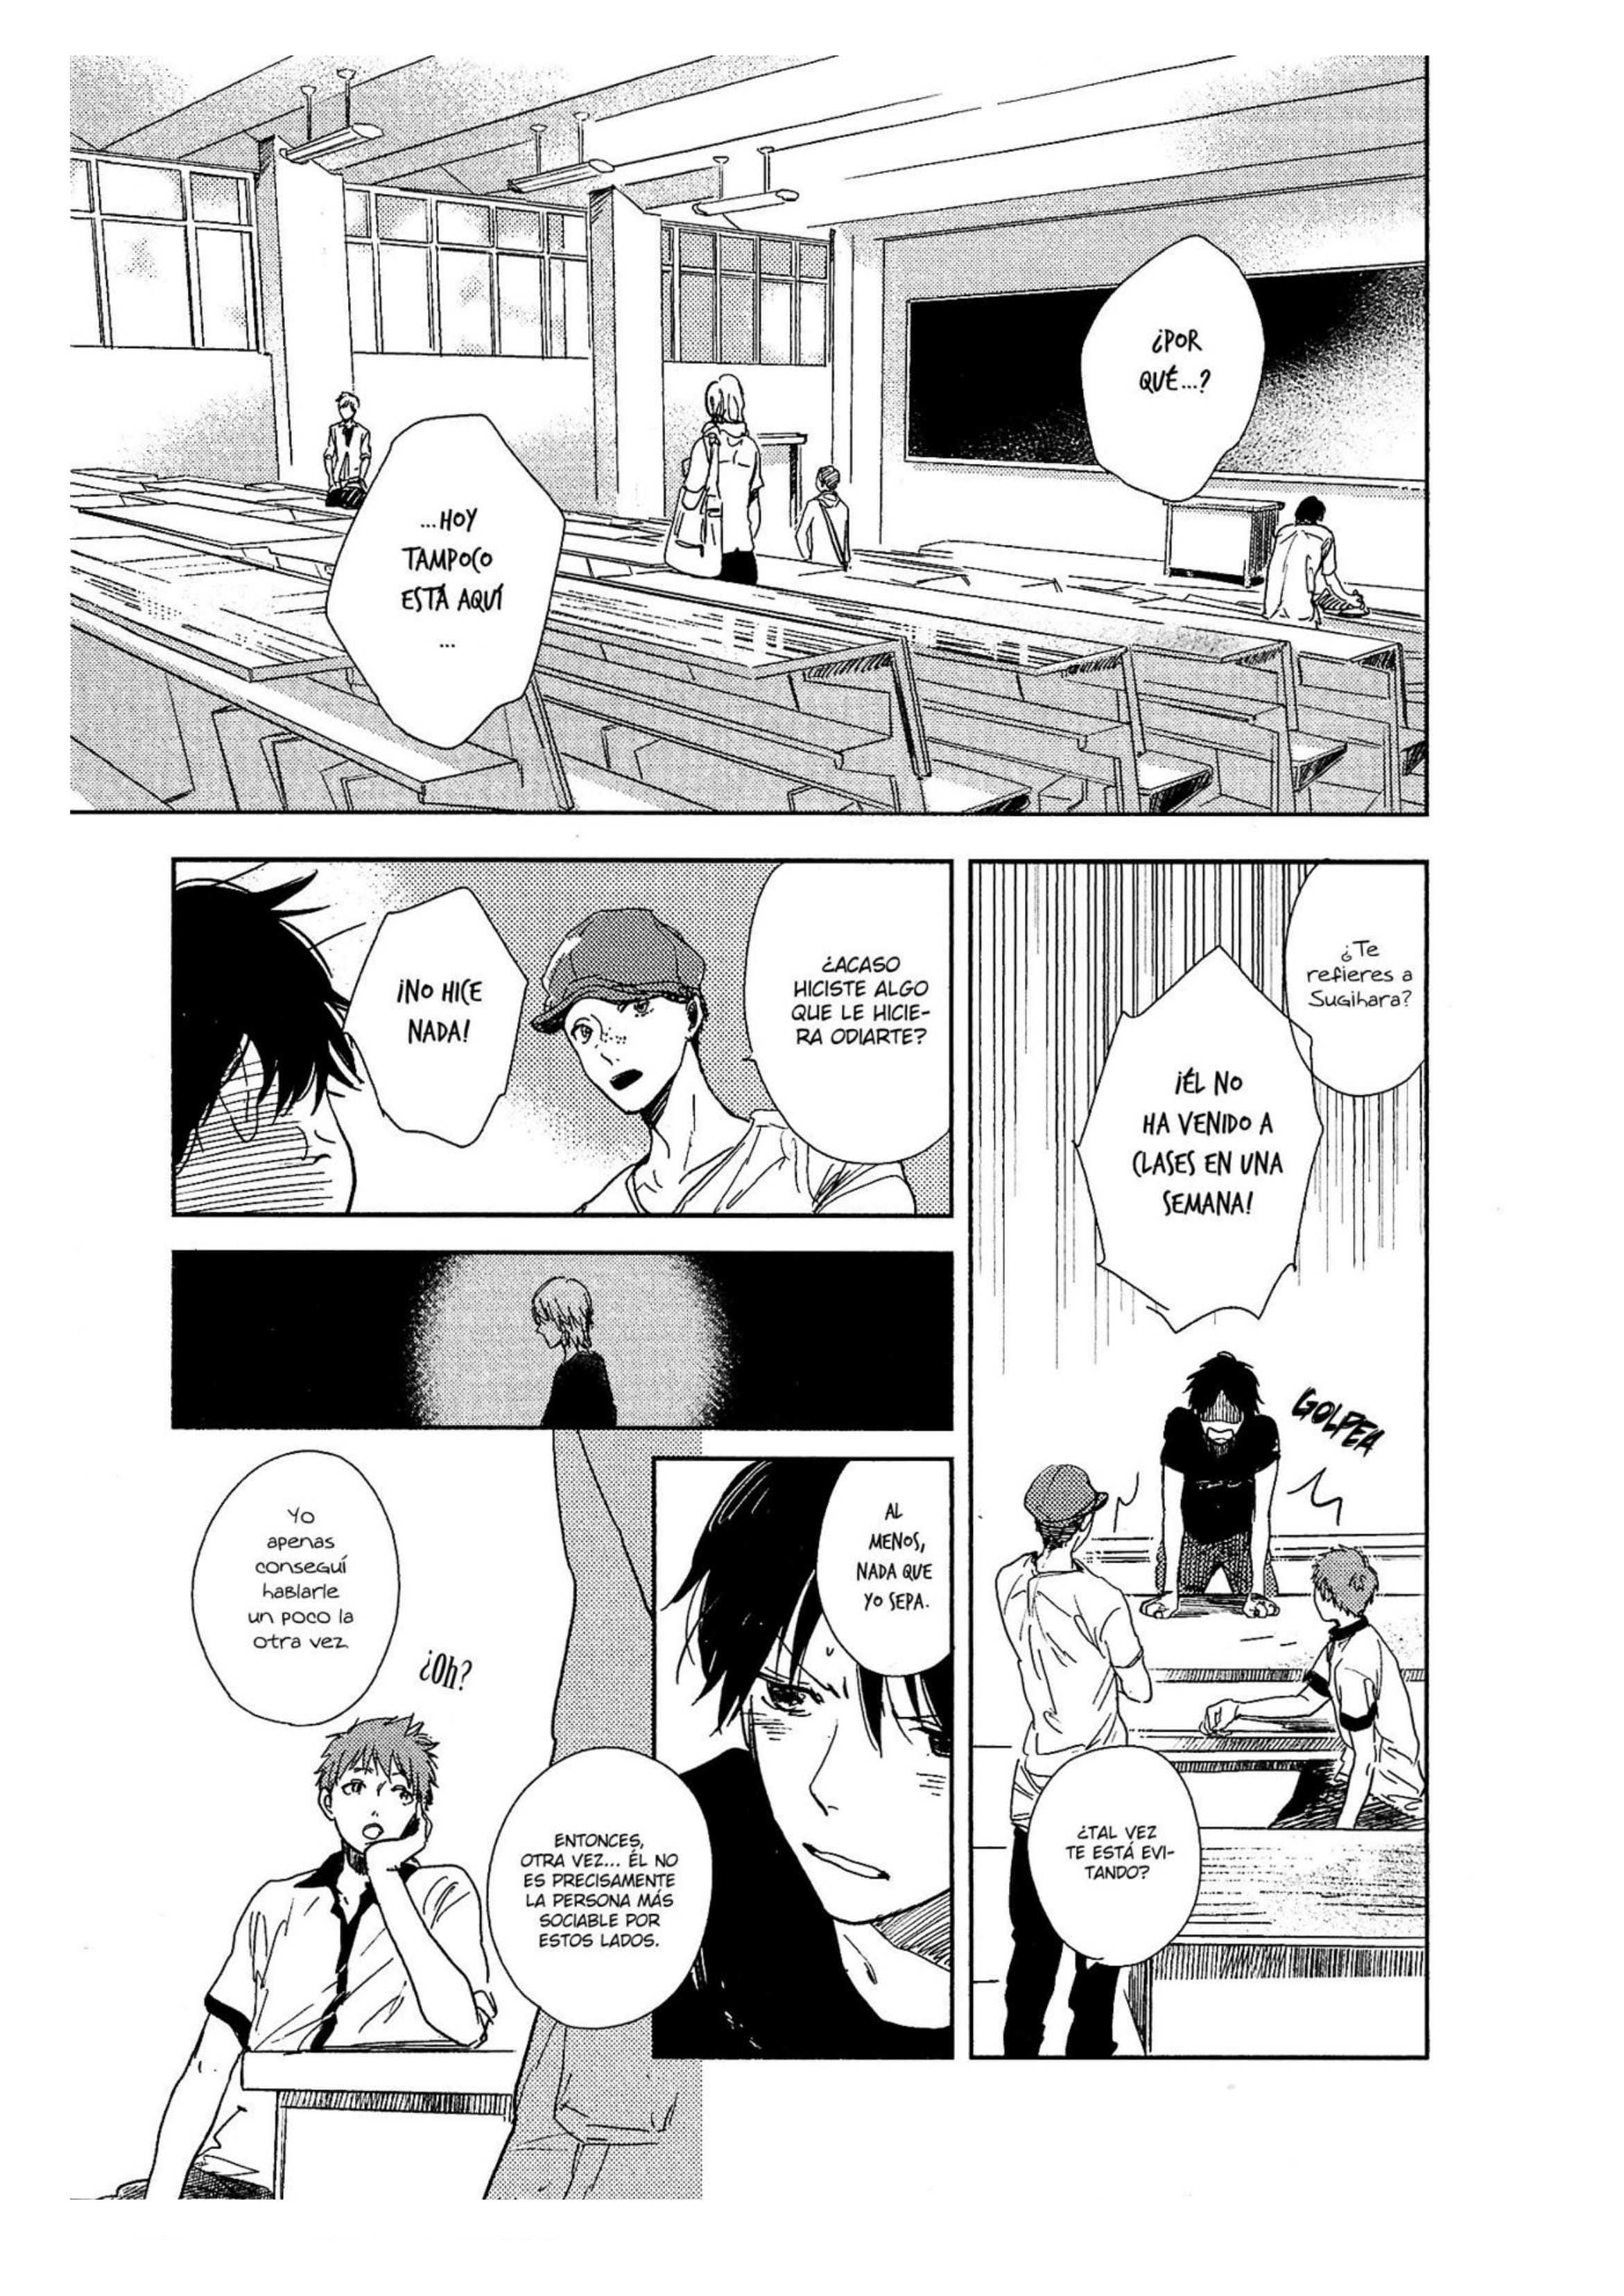 ¿POR
QUÉ...?
...HOY
TAMPOCO
ESTÁ AQUÍ
...
¿Te
refieres a
Sugihara?
¡ÉL NO
HA VENIDO A
CLASES EN UNA
SEMANA!
GOLPEA
¿TAL VEZ
TE ESTÁ EVI-
TANDO?
¿ACASO
HICISTE ALGO
QUE LE HICIE-
RA ODIARTE?
¡NO HICE
NADA!
AL
MENOS,
NADA QUE
YO SEPA.
ENTONCES,
OTRA VEZ... ÉL NO
ES PRECISAMENTE
LA PERSONA MÁS
SOCIABLE POR
ESTOS LADOS.
Yo
apenas
conseguí
hablarle
un poco la
otra vez.
¿Oh?